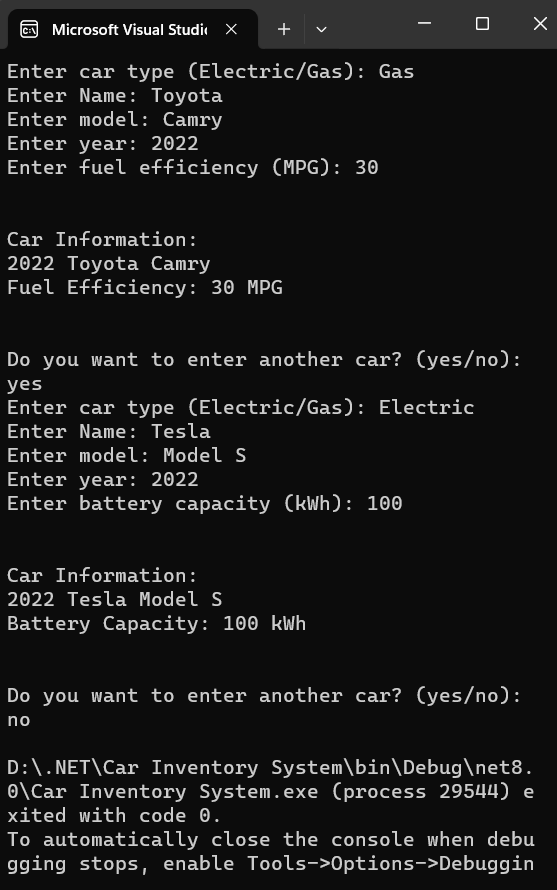 Microsoft Visual Studi
Enter car type (Electric/Gas): Gas
Enter Name: Toyota
Enter model: Camry
Enter year: 2022
Enter fuel efficiency (MPG): 30
Car Information:
2022 Toyota Camry
Fuel Efficiency: 30 MPG
Do you want to enter another car? (yes/no):
yes
Enter car type (Electric/Gas): Electric
Enter Name: Tesla
Enter model: Model S
Enter year: 2022
Enter battery capacity (kWh): 100
Car Information:
2022 Tesla Model S
Battery Capacity: 100 kWh
Do you want to enter another car? (yes/no):
no
D:\.NET\Car Inventory System\bin\Debug\net8.
0\Car Inventory System.exe (process 29544) e
xited with code 0.
To automatically close the console when debu
gging stops, enable Tools->Options->Debuggin